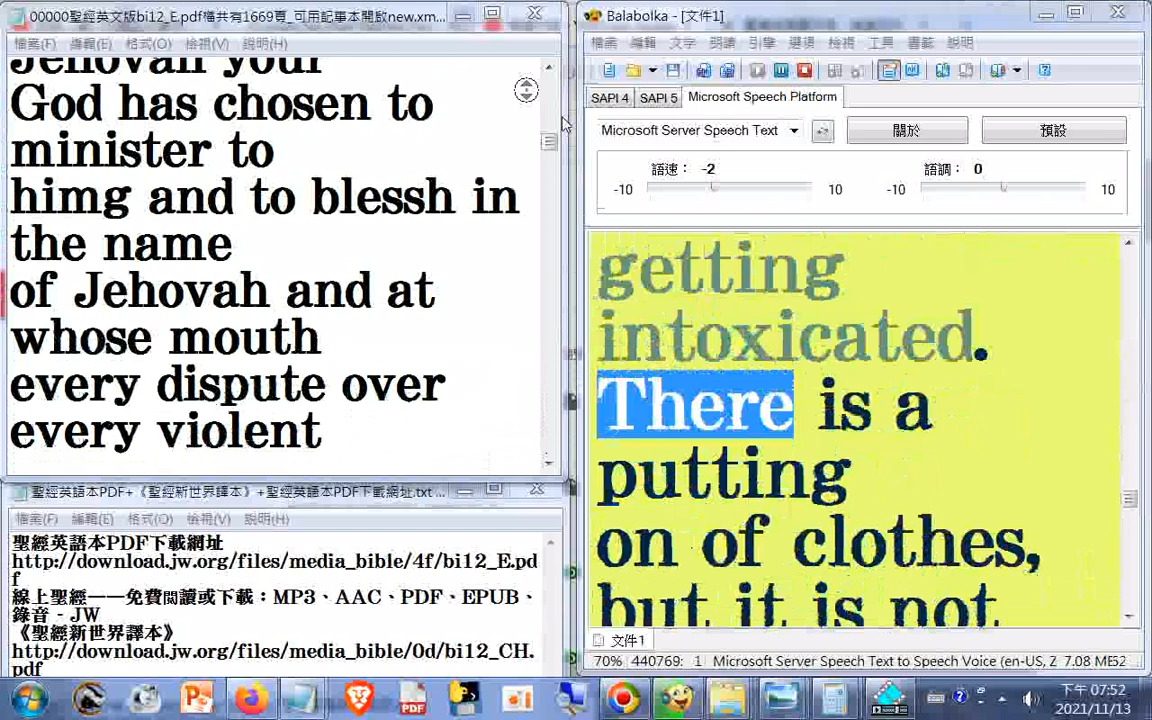 00000聖經英文版bi12_E.pdf檔共有1669頁_可用記事本開啟new.xm...
檔案(F) 編輯(E) 格式(O) 檢視(V) 說明(H)
Jehovah your
God has chosen to
minister to
himg and to blessh in
the name
of Jehovah and at
whose mouth
every dispute over
every violent
聖經英語本PDF+《聖經新世界譯本》+聖經英語本PDF下載網址.txt ...
檔案(F) 編輯(E) 格式(O) 檢視(V) 說明(H)
聖經英語本PDF下載網址
http://download.jw.org/files/media_bible/4f/bi12_E.pd
f
線上聖經——免費閱讀或下載：MP3、AAC、PDF、EPUB、
錄音 - JW
《聖經新世界譯本》
http://download.jw.org/files/media_bible/0d/bi12_CH.
pdf
Balabolka - [文件1]
檔案 編輯 文字 朗讀 引擎 選項 檢視 工具 書籤 說明
SAPI 4 SAPI 5 Microsoft Speech Platform
Microsoft Server Speech Text 關於 預設
語速： -2 語調： 0
-10 10 -10 10
getting
intoxicated.
There is a
putting
on of clothes,
but it is not
文件1
70% 440769: 1 Microsoft Server Speech Text to Speech Voice (en-US, Z 7.08 ME52
PDF
下午 07:52
2021/11/13